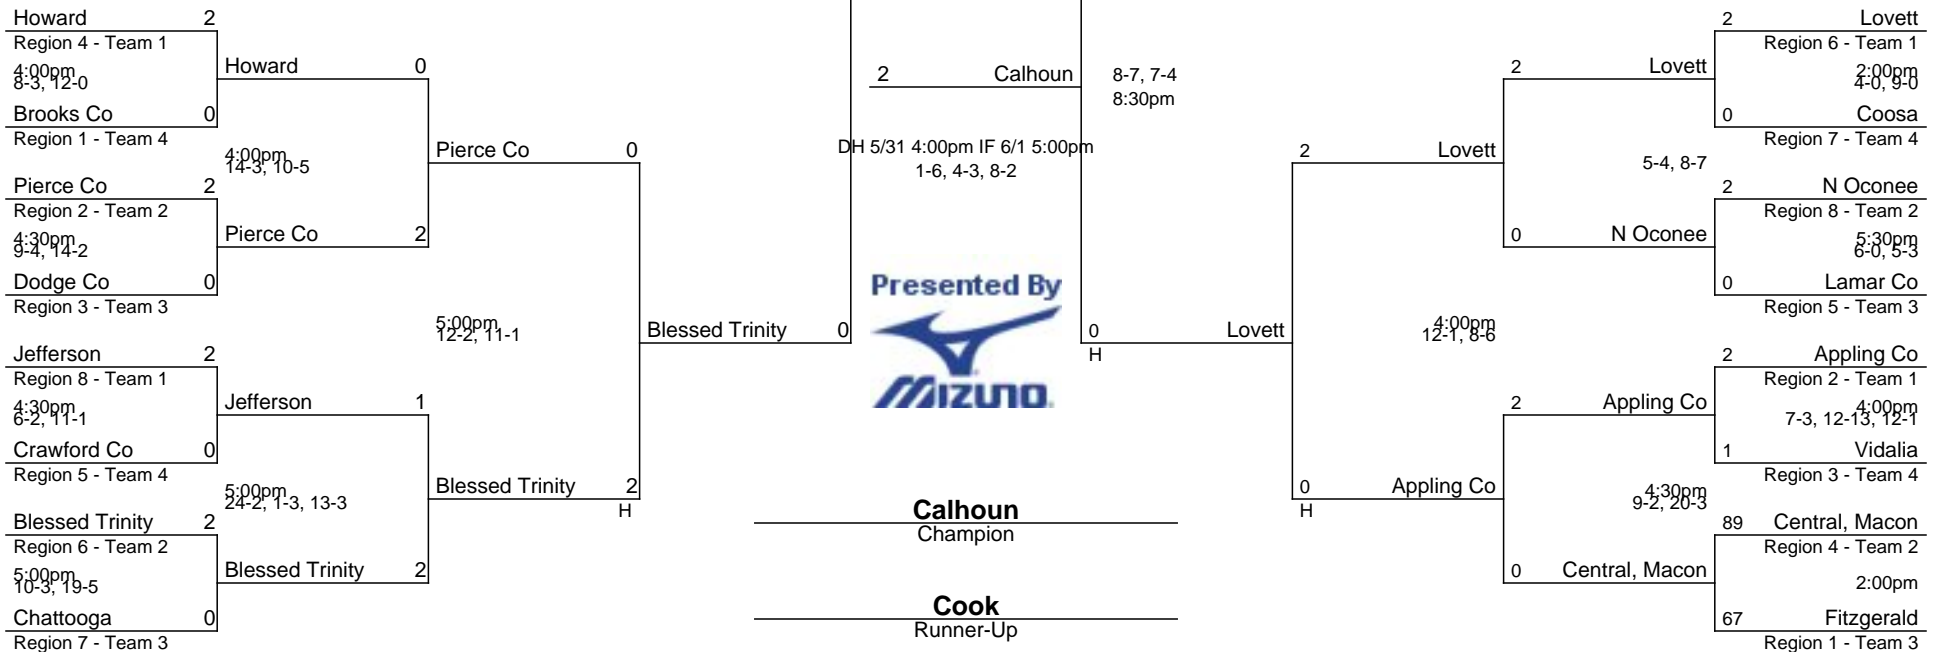 Howard 2
Region 4 - Team 1
4:00pm
8-3, 12-0
Brooks Co 0
Region 1 - Team 4
Pierce Co 2
Region 2 - Team 2
4:30pm
9-4, 14-2
Dodge Co 0
Region 3 - Team 3
Jefferson 2
Region 8 - Team 1
4:30pm
6-2, 11-1
Crawford Co 0
Region 5 - Team 4
Blessed Trinity 2
Region 6 - Team 2
5:00pm
10-3, 19-5
Chattooga 0
Region 7 - Team 3
Howard 0
4:00pm
14-3, 10-5
Pierce Co 2
Jefferson 1
5:00pm
24-2, 1-3, 13-3
Blessed Trinity 2
Pierce Co 0
5:00pm
12-2, 11-1
Blessed Trinity 2
H
Blessed Trinity 0
2 Calhoun
8-7, 7-4
8:30pm
DH 5/31 4:00pm IF 6/1 5:00pm
1-6, 4-3, 8-2
Presented By
MIZUNO
Calhoun
Champion
Cook
Runner-Up
0 Lovett
H
2 Lovett
4:00pm
12-1, 8-6
0 Appling Co
H
2 Lovett
5-4, 8-7
0 N Oconee
2 Appling Co
4:30pm
9-2, 20-3
0 Central, Macon
2 Lovett
Region 6 - Team 1
2:00pm
4-0, 9-0
0 Coosa
Region 7 - Team 4
2 N Oconee
Region 8 - Team 2
5:30pm
6-0, 5-3
0 Lamar Co
Region 5 - Team 3
2 Appling Co
Region 2 - Team 1
4:00pm
7-3, 12-13, 12-1
1 Vidalia
Region 3 - Team 4
89 Central, Macon
Region 4 - Team 2
2:00pm
67 Fitzgerald
Region 1 - Team 3